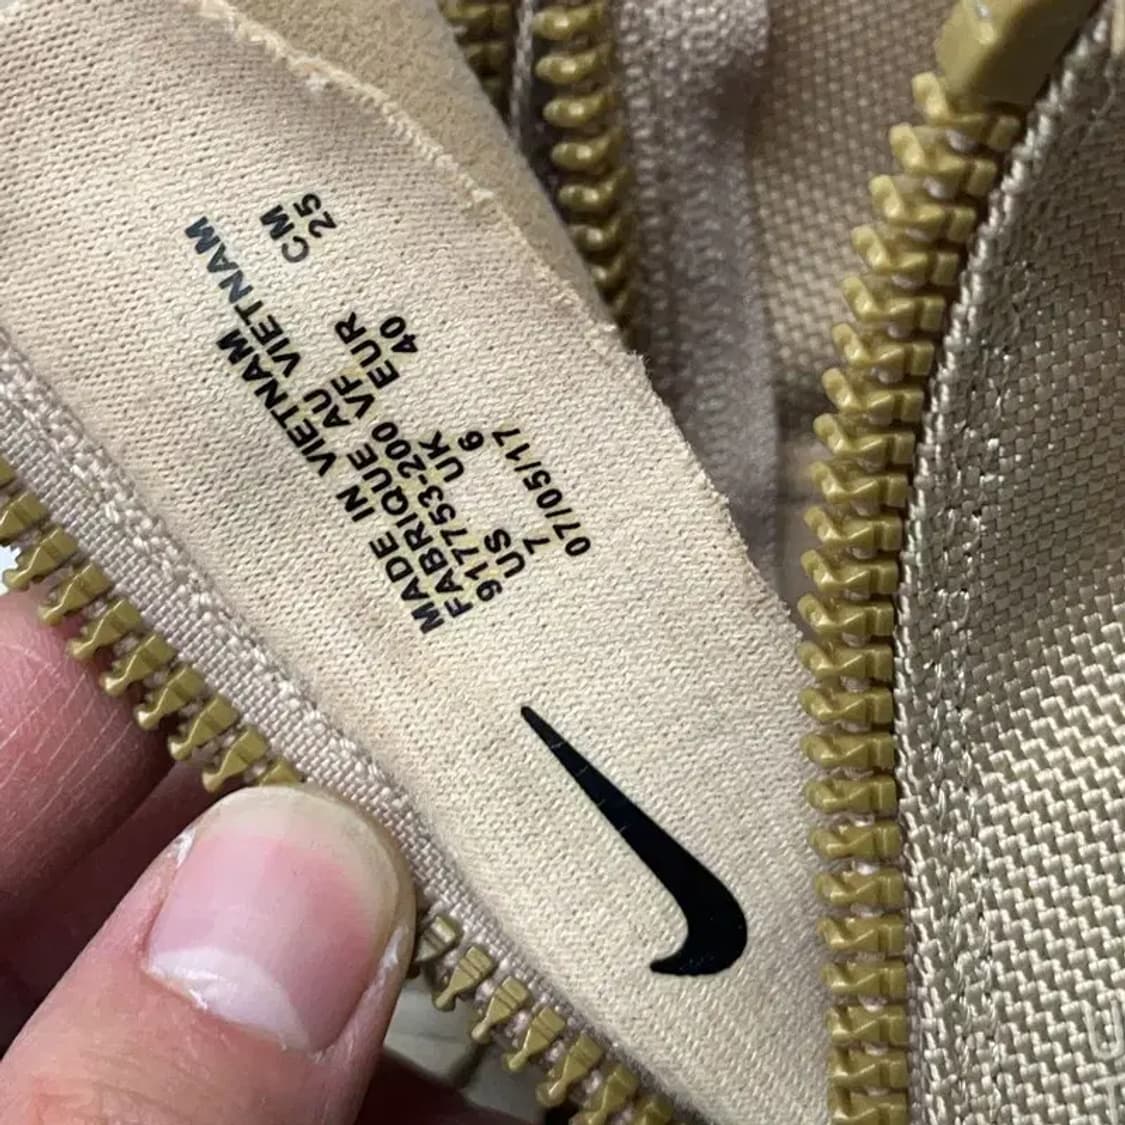 MADE IN VIETNAM
FABRIQUE AU VIETNAM
917753-200 VF
US UK EUR CM
7 6 40 25
07/05/17